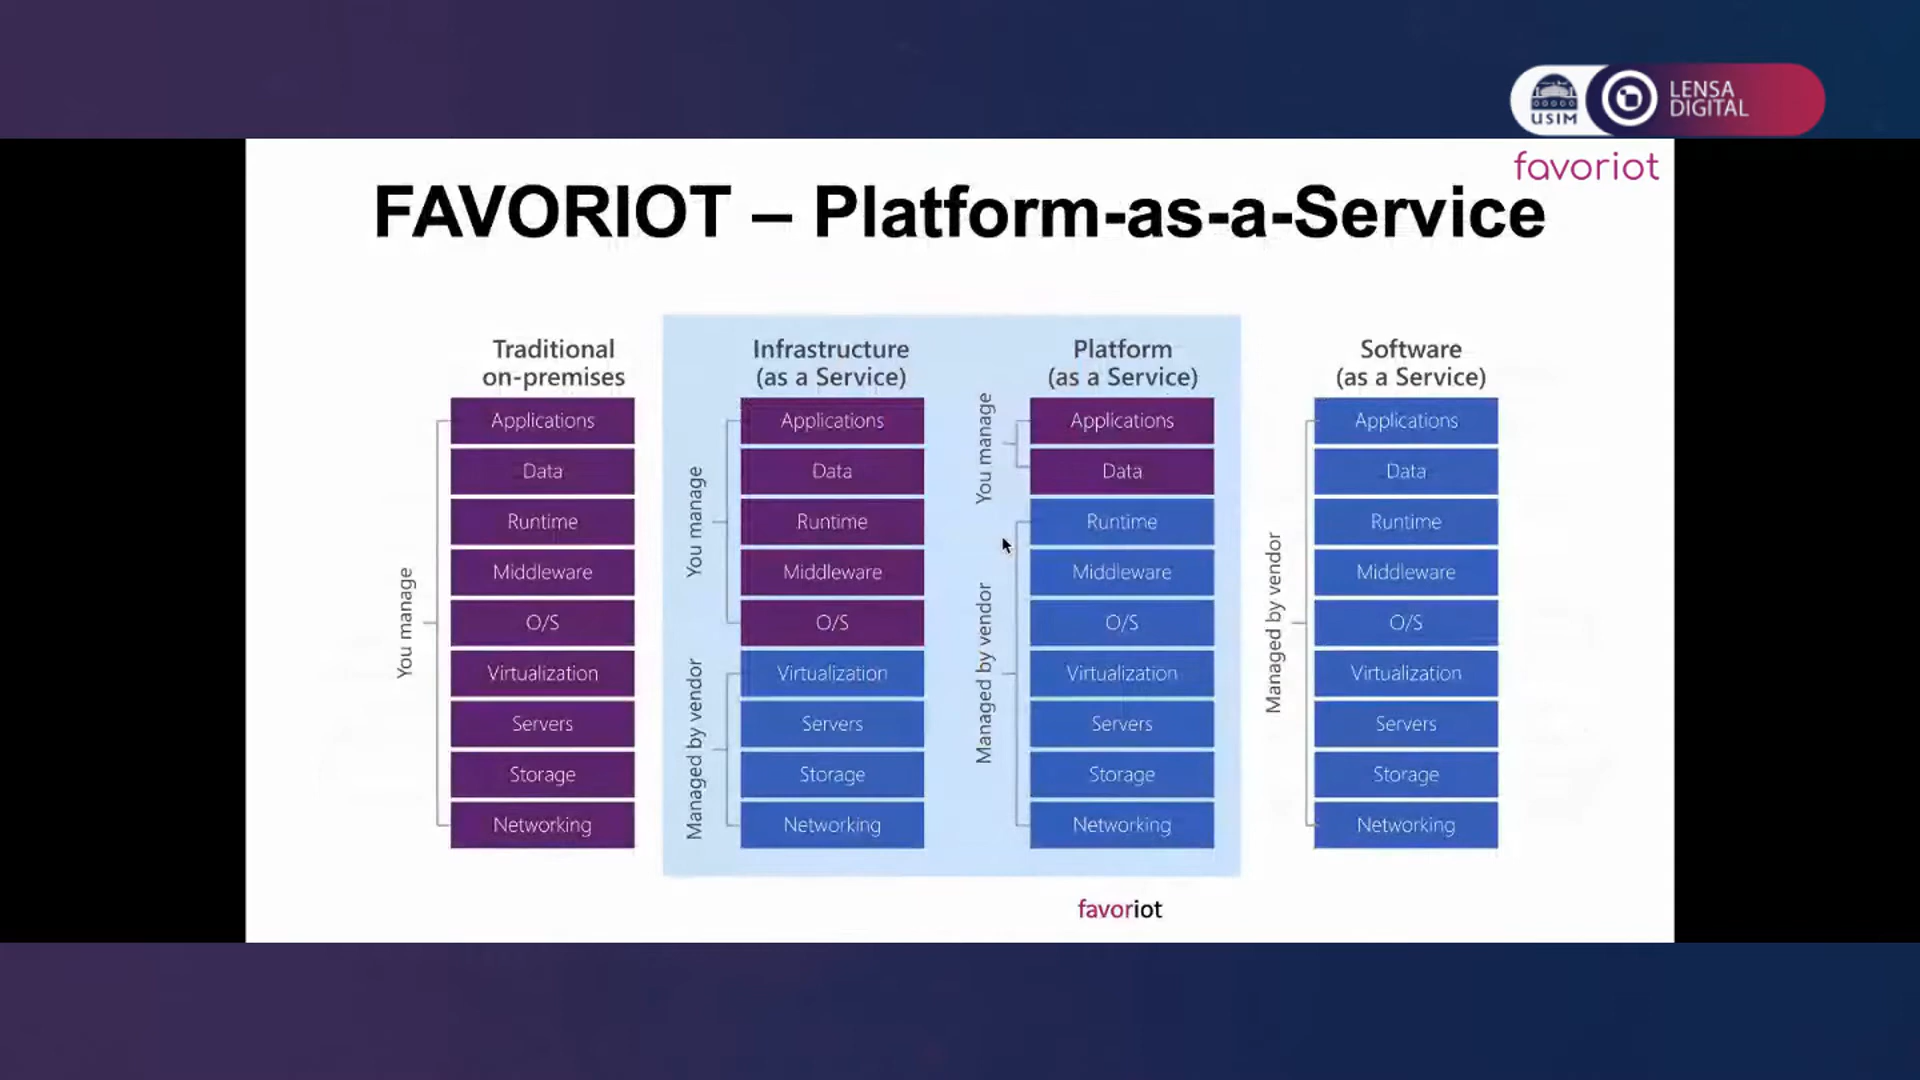 USIM
LENSA
DIGITAL
favoriot
FAVORIOT – Platform-as-a-Service
Traditional
on-premises
You manage
Applications
Data
Runtime
Middleware
O/S
Virtualization
Servers
Storage
Networking
Infrastructure
(as a Service)
You manage
Managed by vendor
Applications
Data
Runtime
Middleware
O/S
Virtualization
Servers
Storage
Networking
Platform
(as a Service)
You manage
Managed by vendor
Applications
Data
Runtime
Middleware
O/S
Virtualization
Servers
Storage
Networking
Software
(as a Service)
Managed by vendor
Applications
Data
Runtime
Middleware
O/S
Virtualization
Servers
Storage
Networking
favoriot